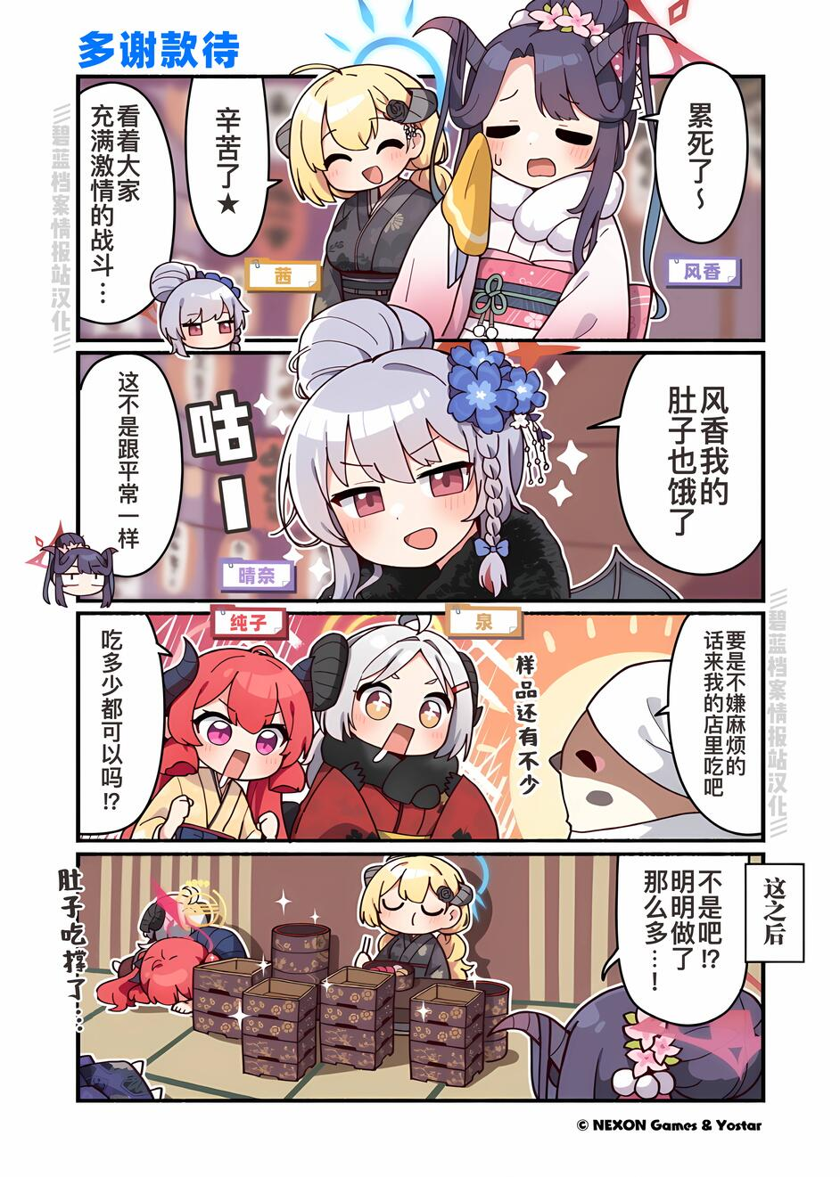 多谢款待
累死了～
风香
辛苦了★
茜
看着大家
充满激情的战斗…
碧蓝档案情报站汉化
风香我的
肚子也饿了
咕ー
晴奈
这不是跟平常一样
要是不嫌麻烦的
话来我的店里吃吧
样品还有不少
泉
纯子
吃多少都可以吗!?
碧蓝档案情报站汉化
这之后
不是吧!?
明明做了
那么多…!
肚子吃撑了…
© NEXON Games & Yostar